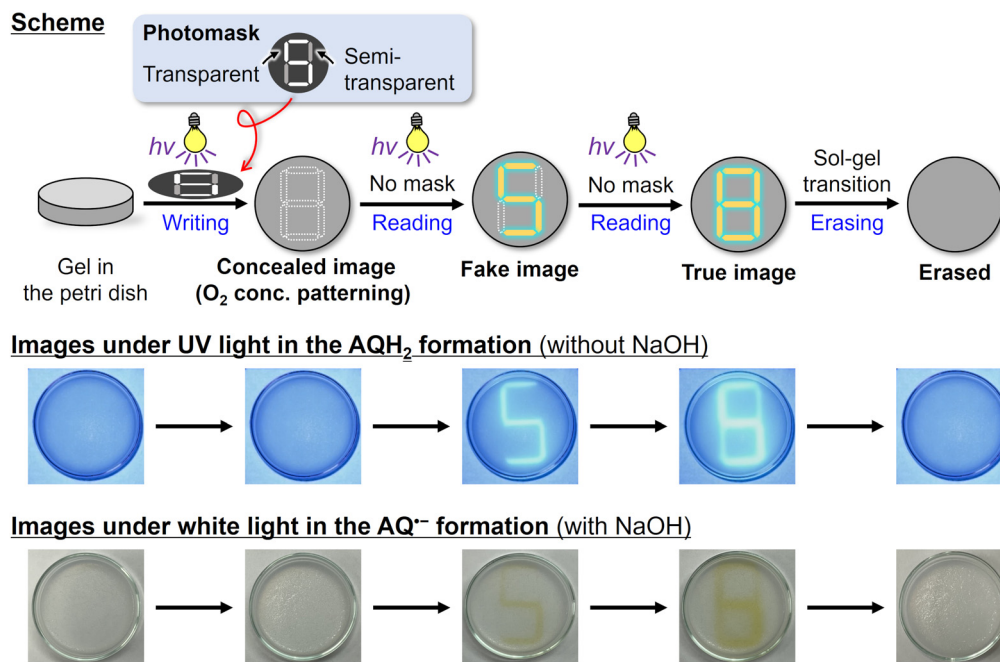 Scheme
Photomask
Transparent
Semi-
transparent
hv
hv
hv
No mask
No mask
Sol-gel
transition
Writing
Reading
Reading
Erasing
Gel in
the petri dish
Concealed image
(O₂ conc. patterning)
Fake image
True image
Erased
Images under UV light in the AQH₂ formation (without NaOH)
Images under white light in the AQ•− formation (with NaOH)